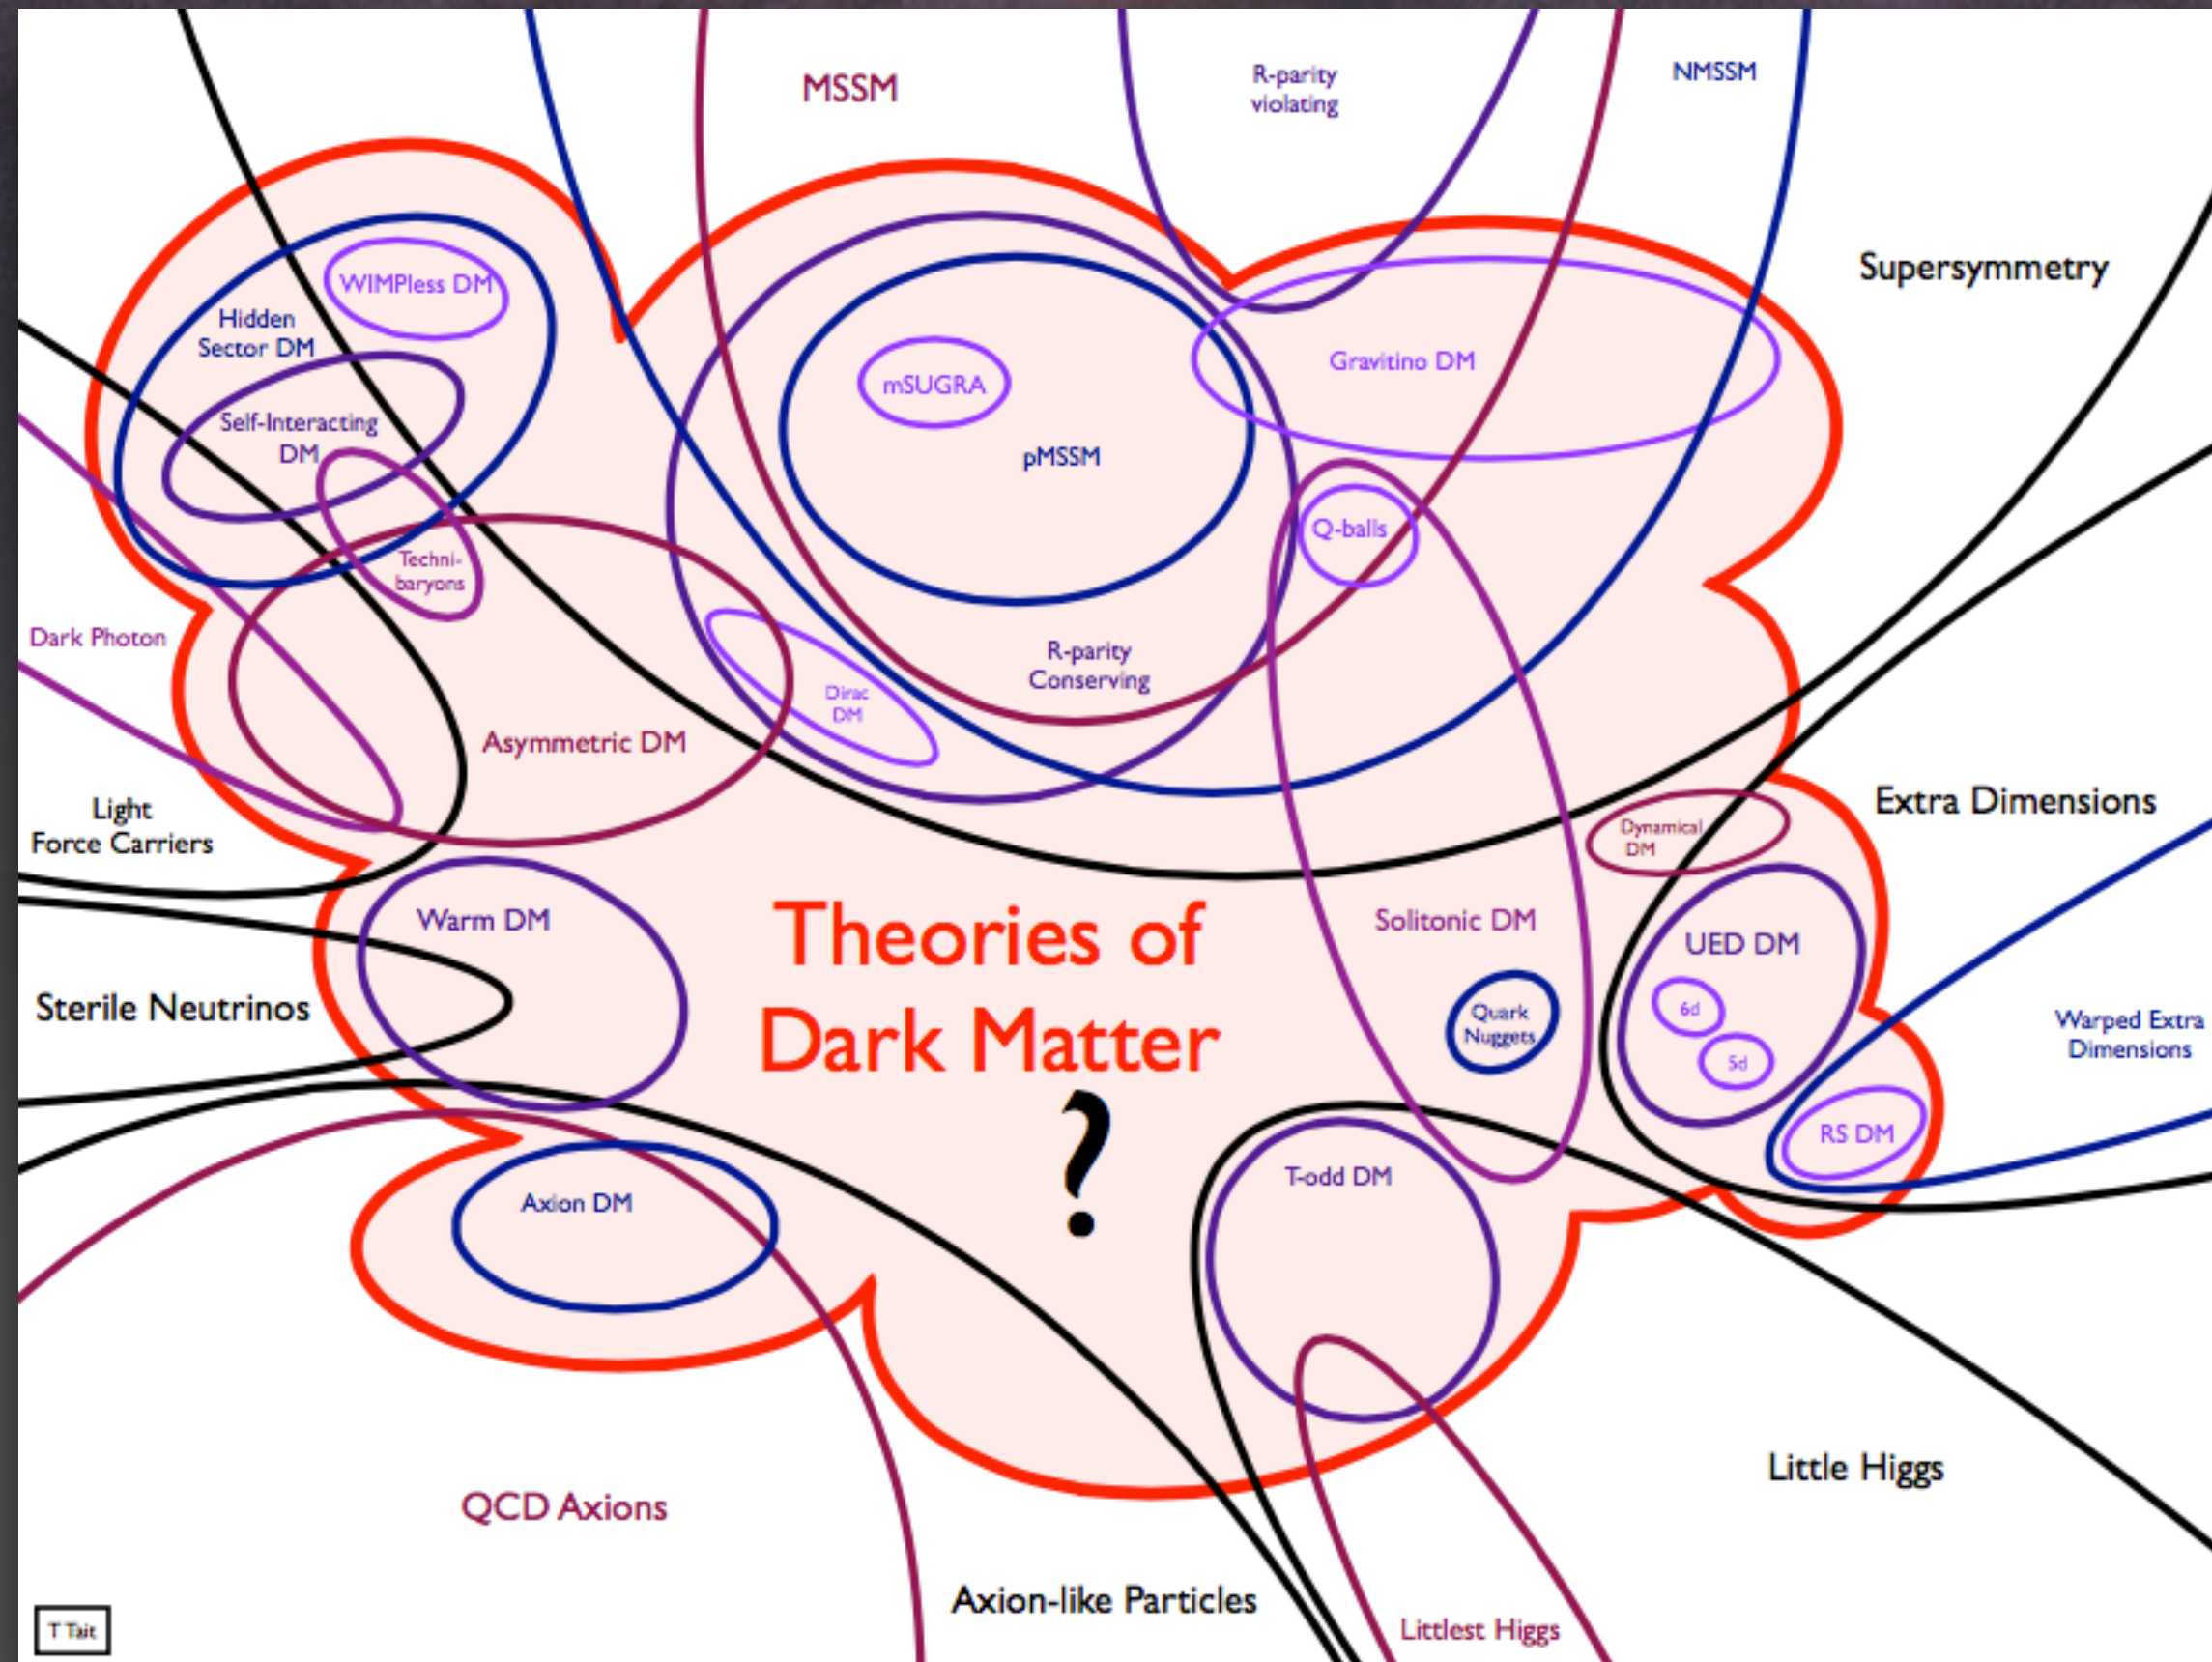 MSSM
R-parity
violating
NMSSM
Supersymmetry
WIMPless DM
Hidden
Sector DM
Gravitino DM
mSUGRA
Self-Interacting
DM
pMSSM
Q-balls
Techni-
baryons
Dark Photon
R-parity
Conserving
Dirac
DM
Asymmetric DM
Light
Force Carriers
Extra Dimensions
Dynamical
DM
Warm DM
Theories of
Dark Matter
?
Solitonic DM
UED DM
Sterile Neutrinos
Quark
Nuggets
6d
5d
Warped Extra
Dimensions
RS DM
T-odd DM
Axion DM
Little Higgs
QCD Axions
Axion-like Particles
Littlest Higgs
T Tait